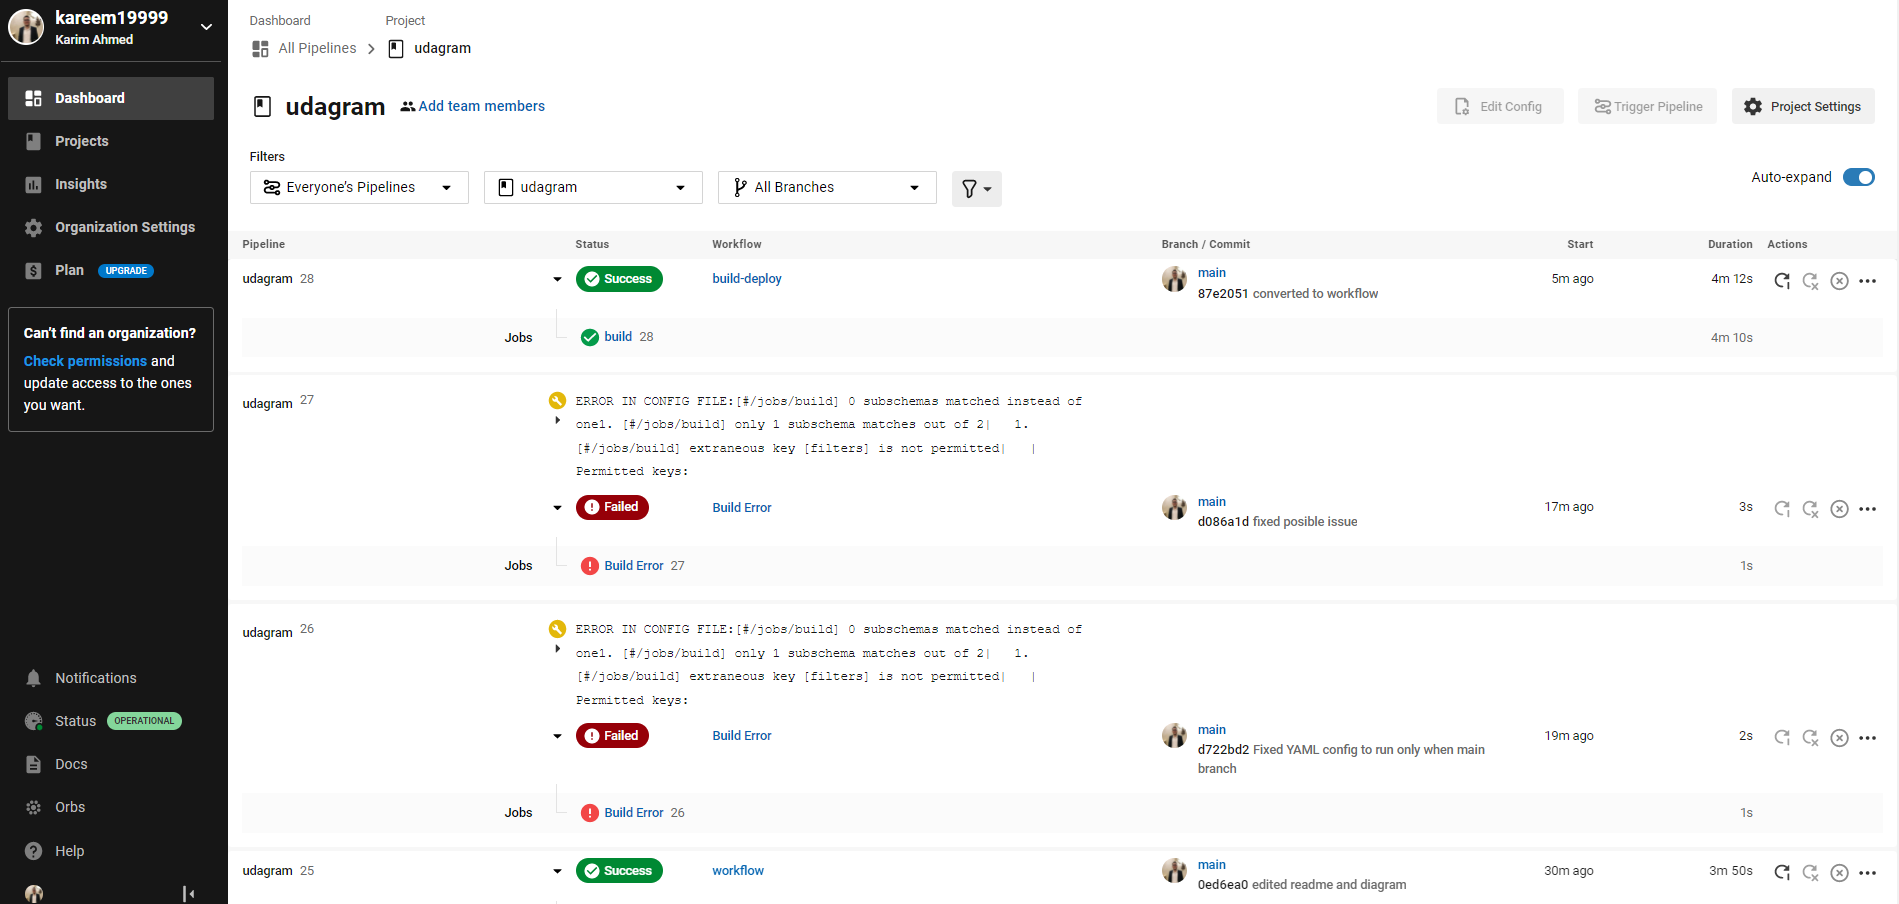 kareem19999
Karim Ahmed
Dashboard
Projects
Insights
Organization Settings
Plan UPGRADE
Can't find an organization?
Check permissions and
update access to the ones
you want.
Notifications
Status OPERATIONAL
Docs
Orbs
Help
Dashboard Project
All Pipelines udagram
udagram Add team members
Edit Config Trigger Pipeline Project Settings
Filters
Everyone's Pipelines udagram All Branches
Auto-expand
Pipeline Status Workflow Branch / Commit Start Duration Actions
udagram 28 Success build-deploy main 5m ago 4m 12s
87e2051 converted to workflow
Jobs build 28 4m 10s
udagram 27 ERROR IN CONFIG FILE:[#/jobs/build] 0 subschemas matched instead of
one1. [#/jobs/build] only 1 subschema matches out of 2| 1.
[#/jobs/build] extraneous key [filters] is not permitted| |
Permitted keys:
Failed Build Error main 17m ago 3s
d086a1d fixed posible issue
Jobs Build Error 27 1s
udagram 26 ERROR IN CONFIG FILE:[#/jobs/build] 0 subschemas matched instead of
one1. [#/jobs/build] only 1 subschema matches out of 2| 1.
[#/jobs/build] extraneous key [filters] is not permitted| |
Permitted keys:
Failed Build Error main 19m ago 2s
d722bd2 Fixed YAML config to run only when main
branch
Jobs Build Error 26 1s
udagram 25 Success workflow main 30m ago 3m 50s
0ed6ea0 edited readme and diagram